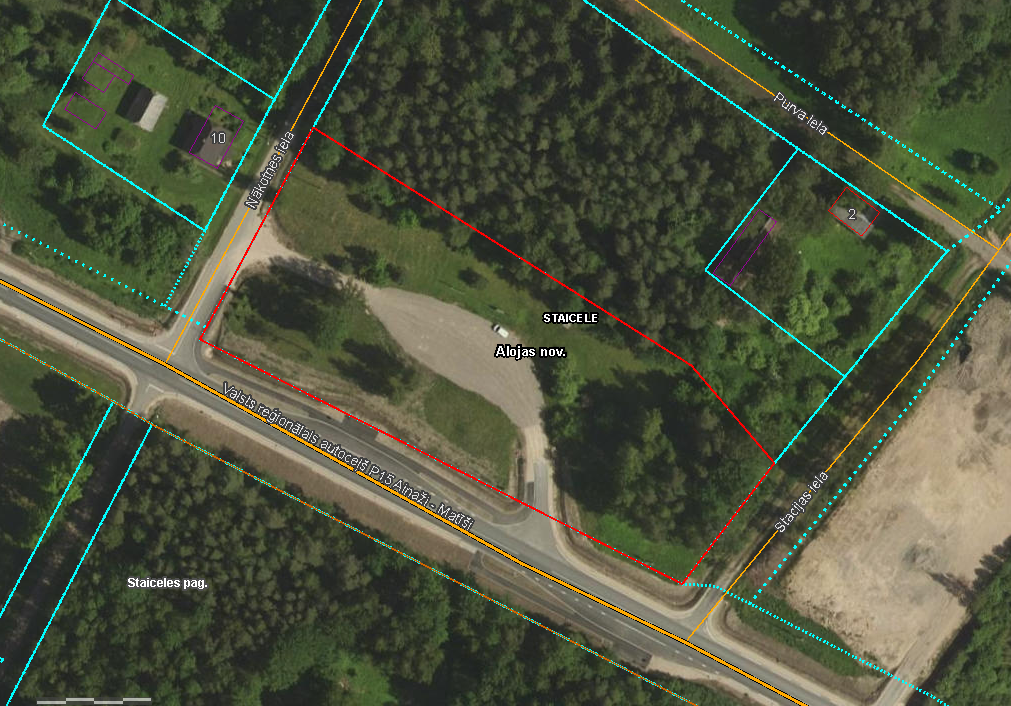 Purva iela
10
Nākotnes iela
2
STAICELE
Alojas nov.
Valsts reģionālais autoceļš P15 Ainaži - Matīši
Stacijas iela
Staiceles pag.